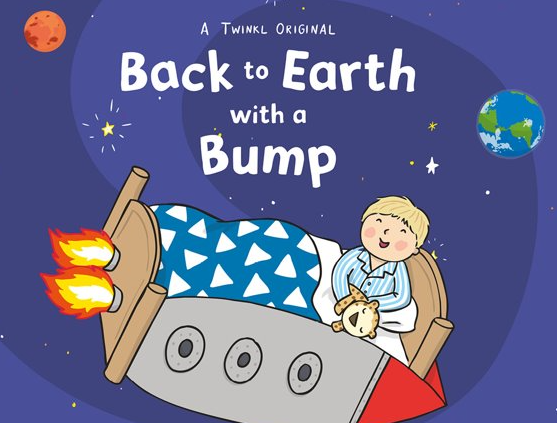 A Twinkl Original
Back to Earth
with a
Bump